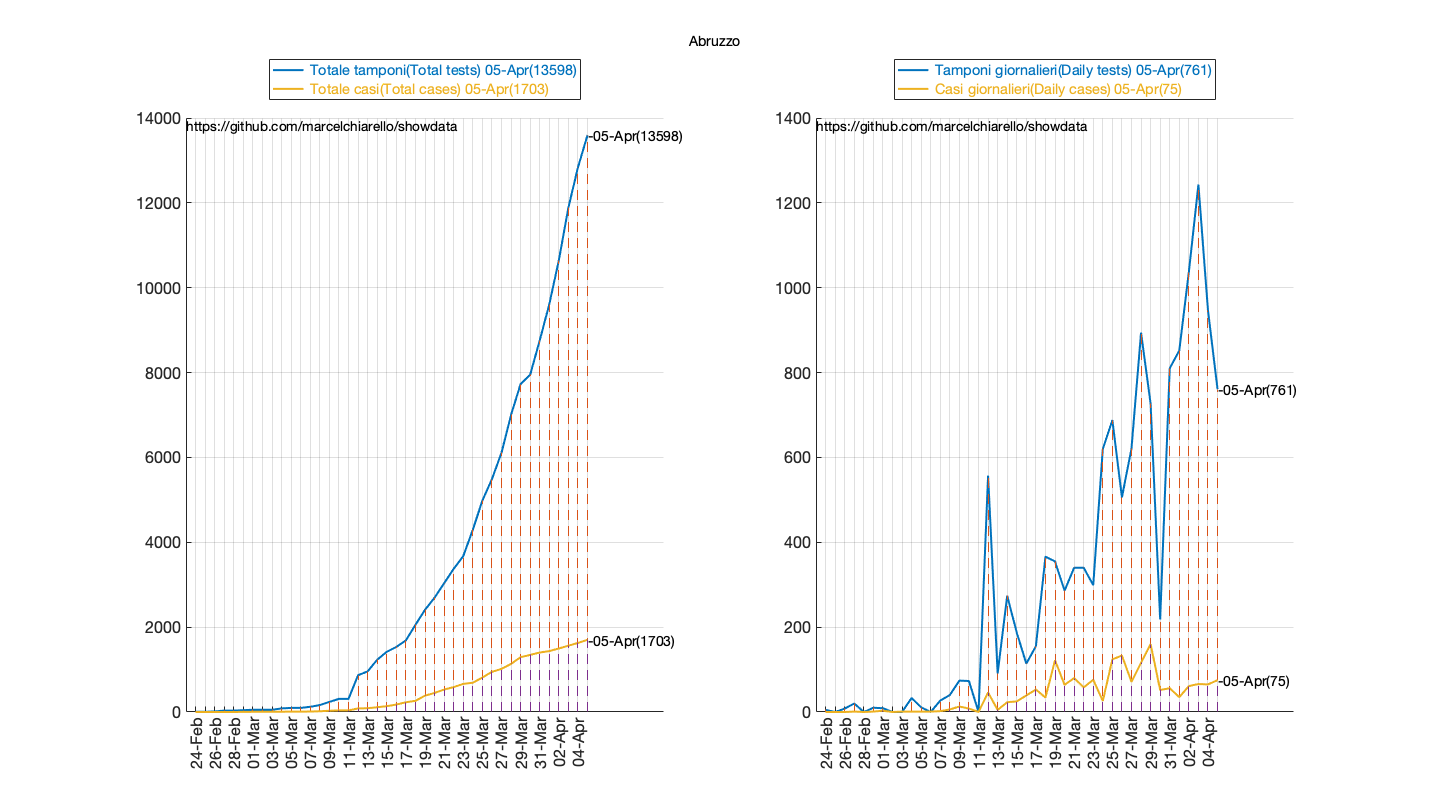 Abruzzo
Totale tamponi(Total tests) 05-Apr(13598)
Totale casi(Total cases) 05-Apr(1703)
14000
12000
10000
8000
6000
4000
2000
0
https://github.com/marcelchiarello/showdata
-05-Apr(13598)
-05-Apr(1703)
24-Feb
26-Feb
28-Feb
01-Mar
03-Mar
05-Mar
07-Mar
09-Mar
11-Mar
13-Mar
15-Mar
17-Mar
19-Mar
21-Mar
23-Mar
25-Mar
27-Mar
29-Mar
31-Mar
02-Apr
04-Apr
Tamponi giornalieri(Daily tests) 05-Apr(761)
Casi giornalieri(Daily cases) 05-Apr(75)
1400
1200
1000
800
600
400
200
0
https://github.com/marcelchiarello/showdata
-05-Apr(761)
-05-Apr(75)
24-Feb
26-Feb
28-Feb
01-Mar
03-Mar
05-Mar
07-Mar
09-Mar
11-Mar
13-Mar
15-Mar
17-Mar
19-Mar
21-Mar
23-Mar
25-Mar
27-Mar
29-Mar
31-Mar
02-Apr
04-Apr